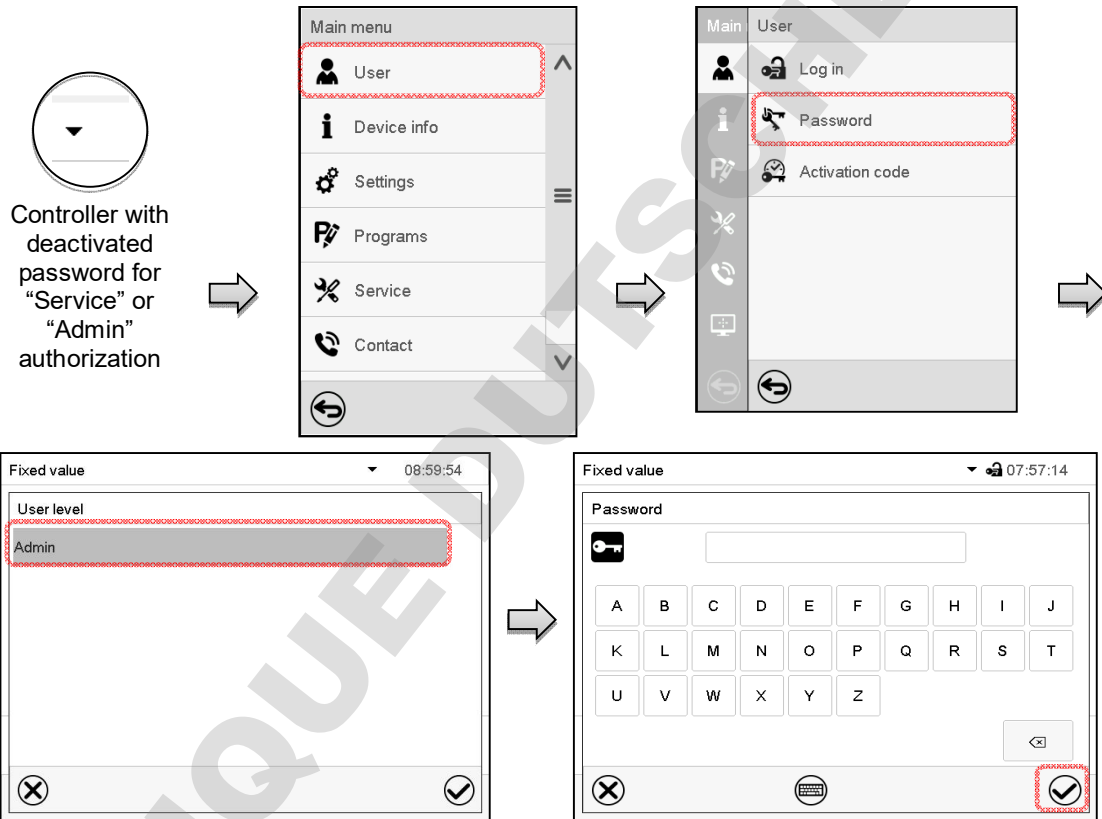 Main menu
User
Device info
Settings
Programs
Service
Contact
Main
User
Log in
Password
Activation code
Controller with
deactivated
password for
“Service” or
“Admin”
authorization
Fixed value
08:59:54
User level
Admin
Fixed value
07:57:14
Password
A B C D E F G H I J
K L M N O P Q R S T
U V W X Y Z
QUE DUTSCHE